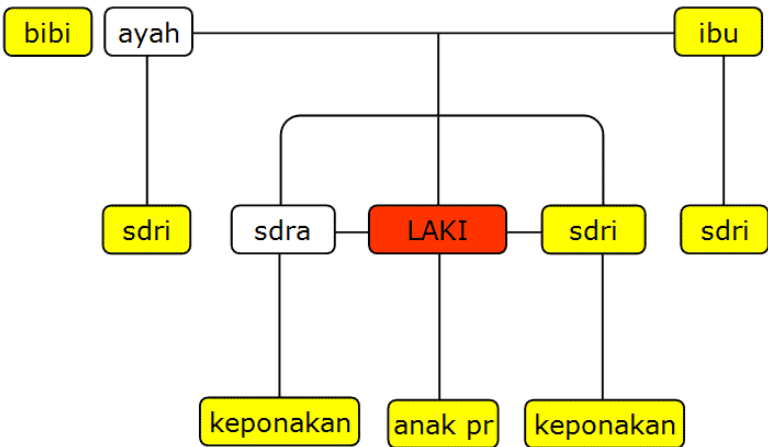 bibi
ayah
ibu
sdri
sdra
LAKI
sdri
sdri
keponakan
anak pr
keponakan